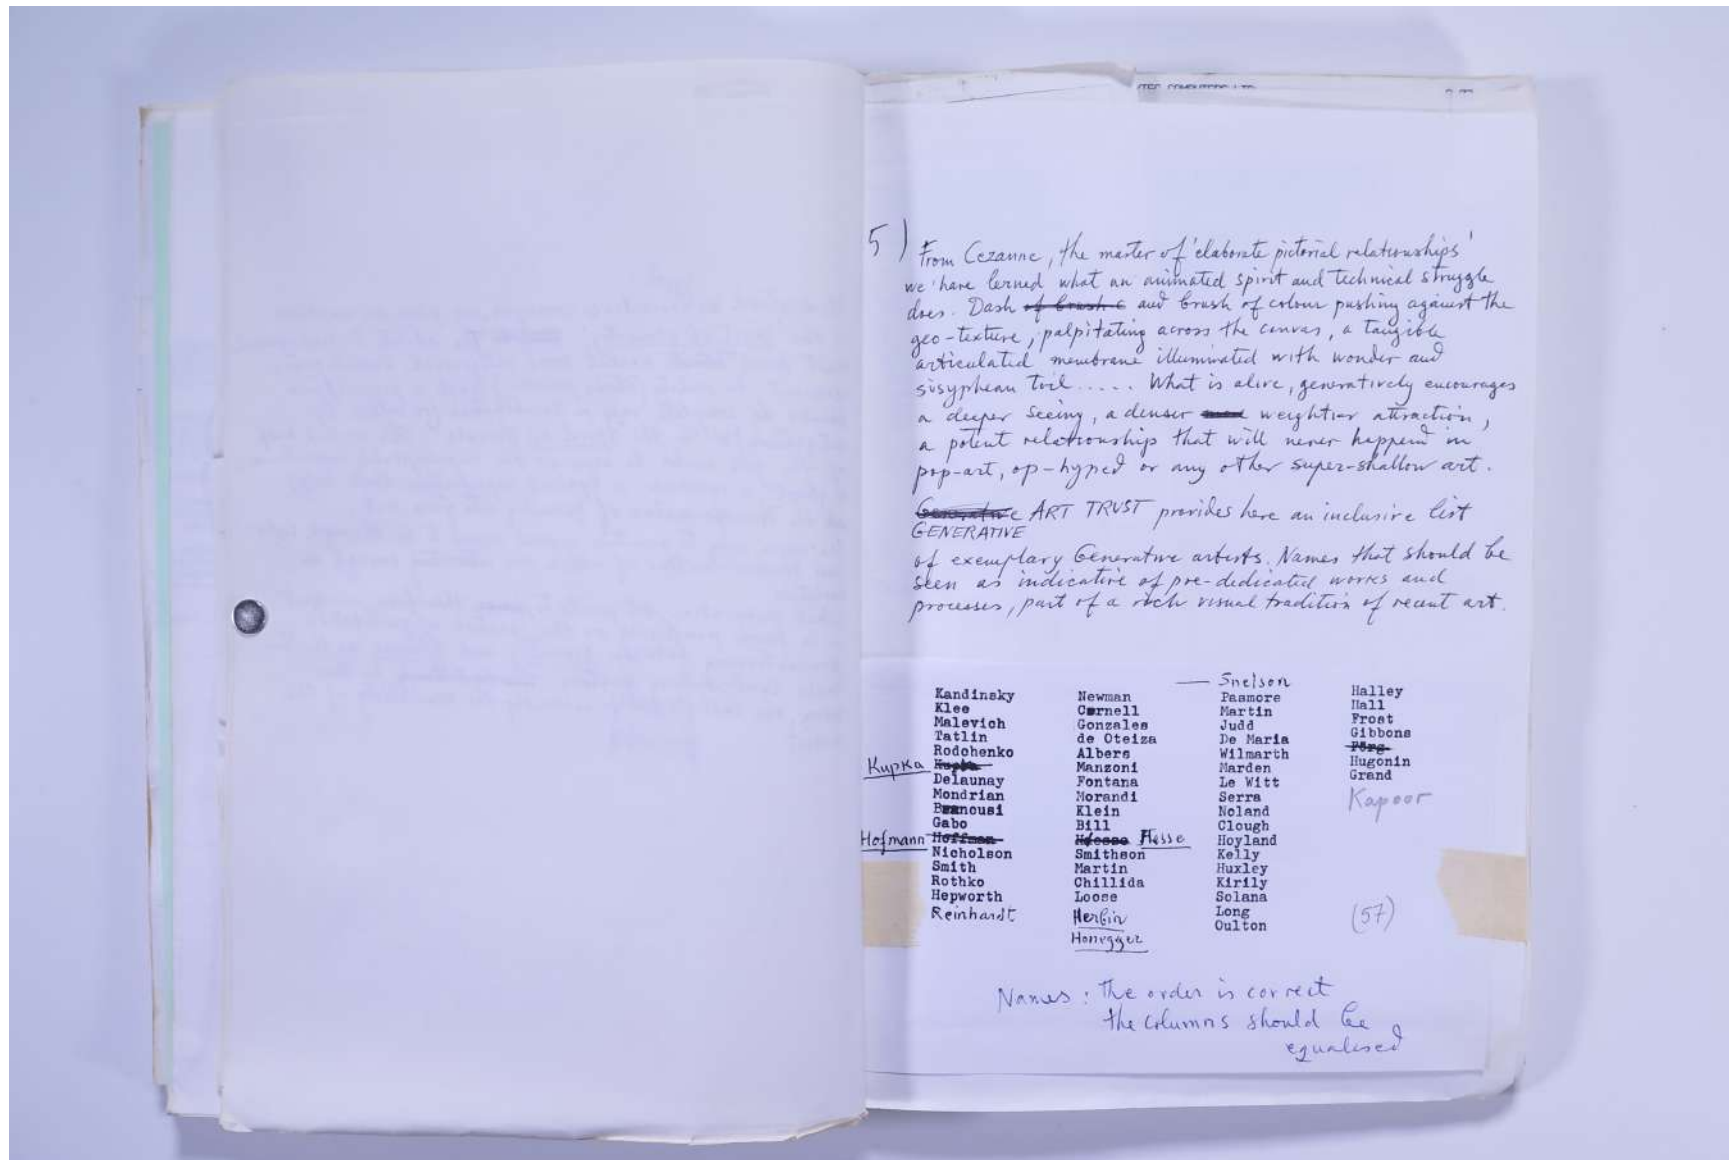 5)
From Cezanne, the master of 'elaborate pictorial relationships'
we have lerned what an animated spirit and technical struggle
does. Dash of brush and brush of colour pushing against the
geo-texture, palpitating across the canvas, a tangible
articulated membrane illuminated with wonder and
sisyphean toil ..... What is alive, generatively encourages
a deeper seeing, a denser weightier attraction,
a potent relationships that will never happend in
pop-art, op-hyped or any other super-shallow art.
Generative ART TRUST provides here an inclusive list
GENERATIVE
of exemplary Generative artists. Names that should be
seen as indicative of pre-dedicated works and
processes, part of a rich visual tradition of recent art.
Kandinsky
Klee
Malevich
Tatlin
Rodchenko
Kupka Kupka
Delaunay
Mondrian
Brancusi
Gabo
Hofmann Hoffman
Nicholson
Smith
Rothko
Hepworth
Reinhardt
Newman
Cornell
Gonzales
de Oteiza
Albers
Manzoni
Fontana
Morandi
Klein
Bill
Hesse
Smithson
Martin
Chillida
Loose
Herbin
Honegger
Snelson
Pasmore
Martin
Judd
De Maria
Wilmarth
Marden
Le Witt
Serra
Noland
Clough
Hoyland
Kelly
Huxley
Kirily
Solana
Long
Oulton
Halley
Hall
Frost
Gibbons
Förg
Hugonin
Grand
Kapoor
(57)
Names : the order is correct
the columns should be
equalised